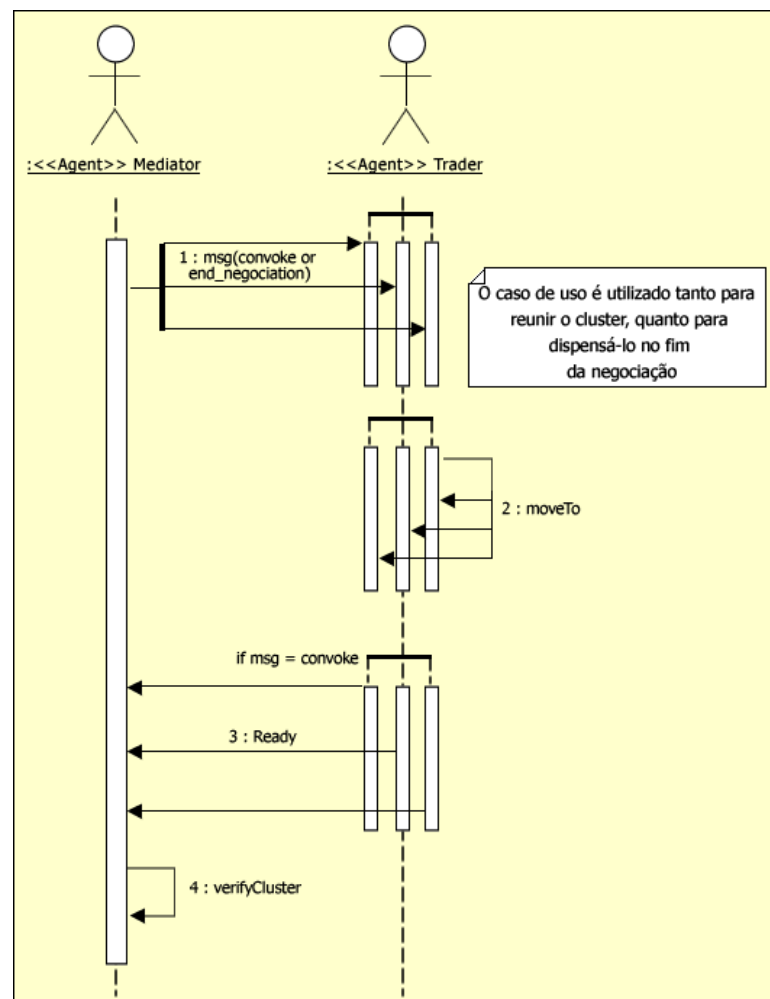 :<<Agent>> Mediator
:<<Agent>> Trader
1 : msg(convoke or
end_negociation)
O caso de uso é utilizado tanto para
reunir o cluster, quanto para
dispensá-lo no fim
da negociação
2 : moveTo
if msg = convoke
3 : Ready
4 : verifyCluster